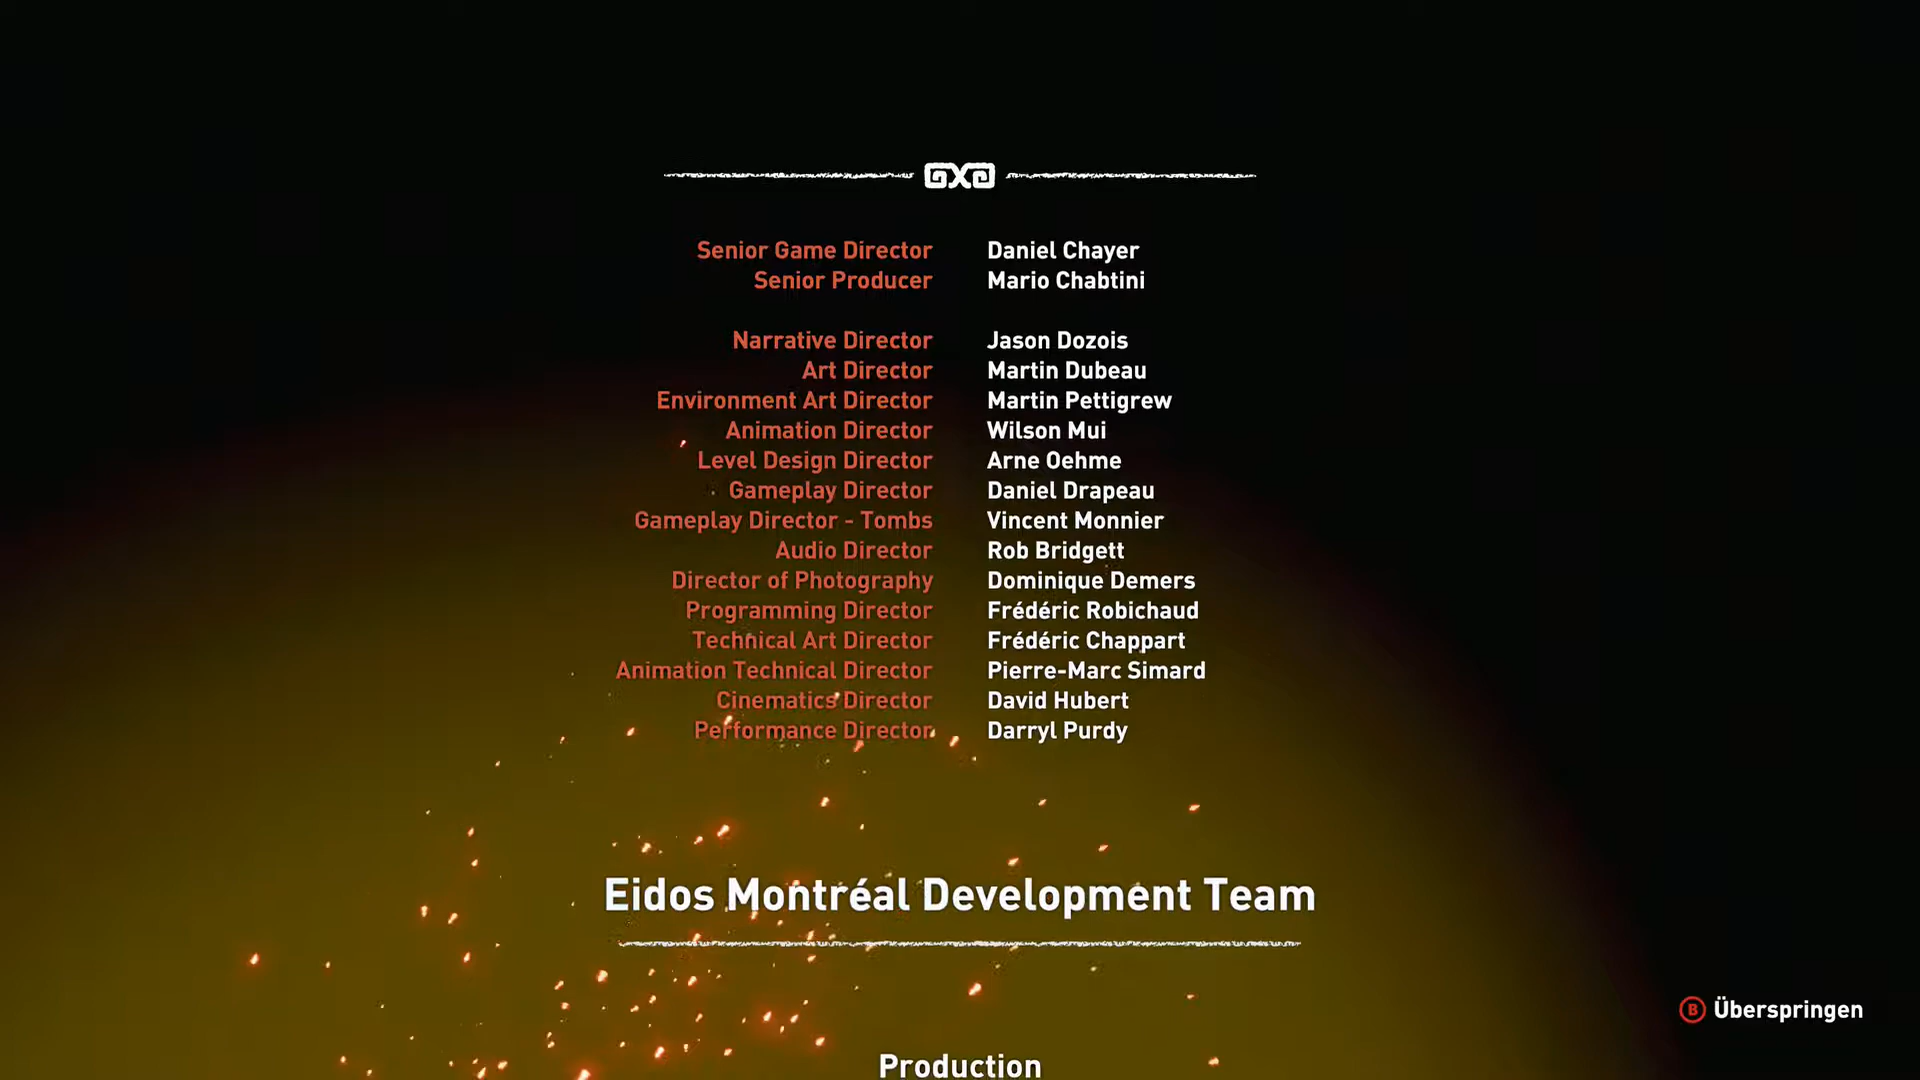 Senior Game Director Daniel Chayer
Senior Producer Mario Chabtini
Narrative Director Jason Dozois
Art Director Martin Dubeau
Environment Art Director Martin Pettigrew
Animation Director Wilson Mui
Level Design Director Arne Oehme
Gameplay Director Daniel Drapeau
Gameplay Director - Tombs Vincent Monnier
Audio Director Rob Bridgett
Director of Photography Dominique Demers
Programming Director Frédéric Robichaud
Technical Art Director Frédéric Chappart
Animation Technical Director Pierre-Marc Simard
Cinematics Director David Hubert
Performance Director Darryl Purdy
Eidos Montréal Development Team
B Überspringen
Production